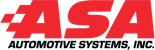 ASA
AUTOMOTIVE SYSTEMS, INC.